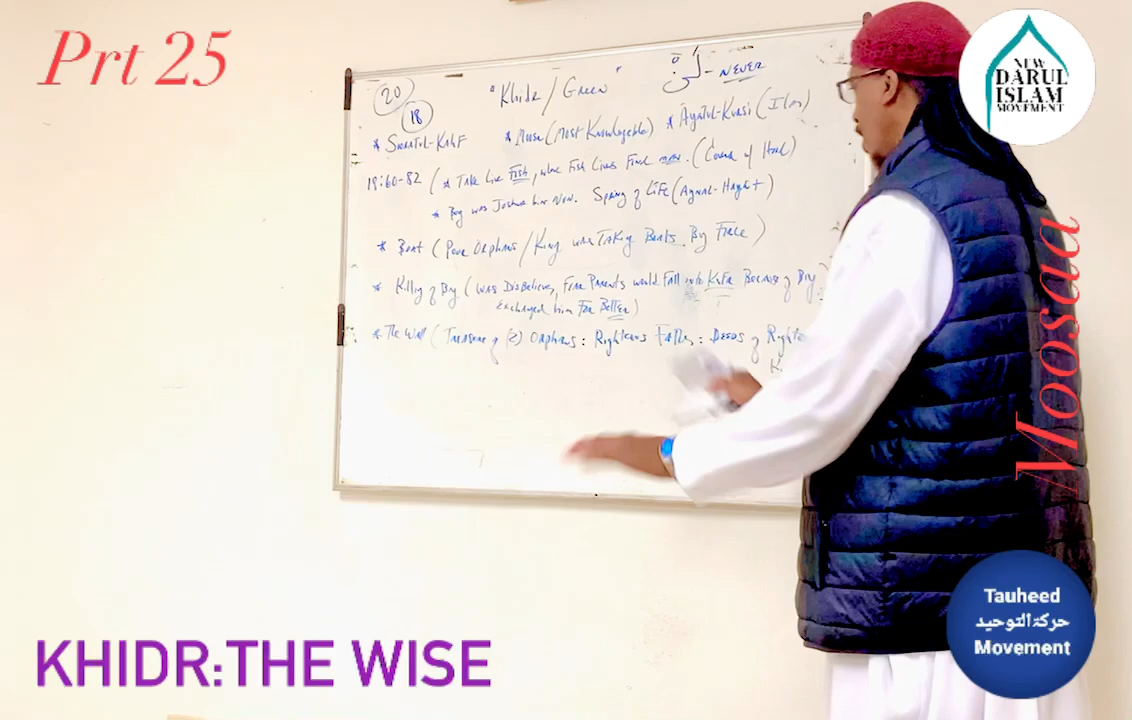 Prt 25
NEW
DARUL
ISLAM
MOVEMENT
20
18
"Khidr/Green"
لن - NEVER
* Suratul-Kahf * Muse (Most Knowledgeable) * Ayatul-Kursi (Ilm)
18:60-82 ( * Take Live Fish, where Fish Lives Find man. (Corner of Head)
* Boy was Joshua bin Nun. Spring of Life (Aynal-Hayat)
* Boat (Poor Orphans/King was Taking Boats By Force)
* Killing of Boy (was Disbeliever, Fear Parents would Fall into Kufr Because of Boy
Exchanged him For Better)
* The Wall (Treasure of (2) Orphans: Righteous Father: Deeds of Righte
K
Moosaa
Tauheed
حركة التوحيد
Movement
KHIDR:THE WISE